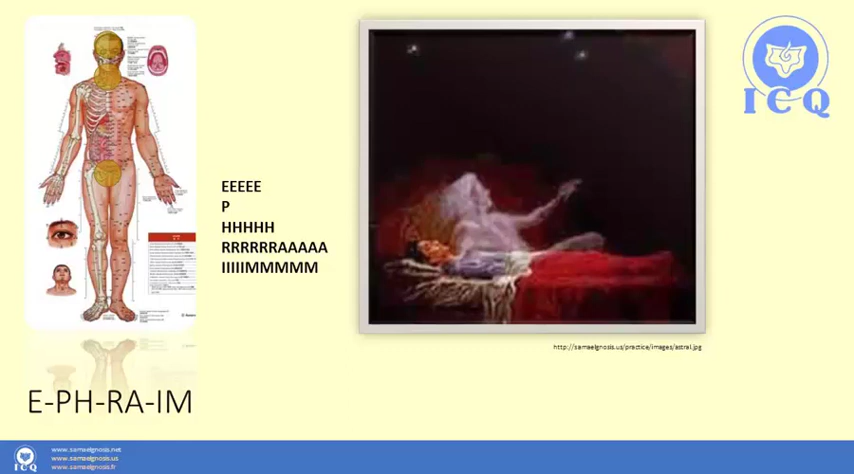 EEEEE
P
HHHHH
RRRRRRAAAAA
IIIIIMMMMM
ICQ
http://samaelgnosis.us/practice/images/astral.jpg
E-PH-RA-IM
ICQ
www.samaelgnosis.net
www.samaelgnosis.us
www.samaelgnosis.fr